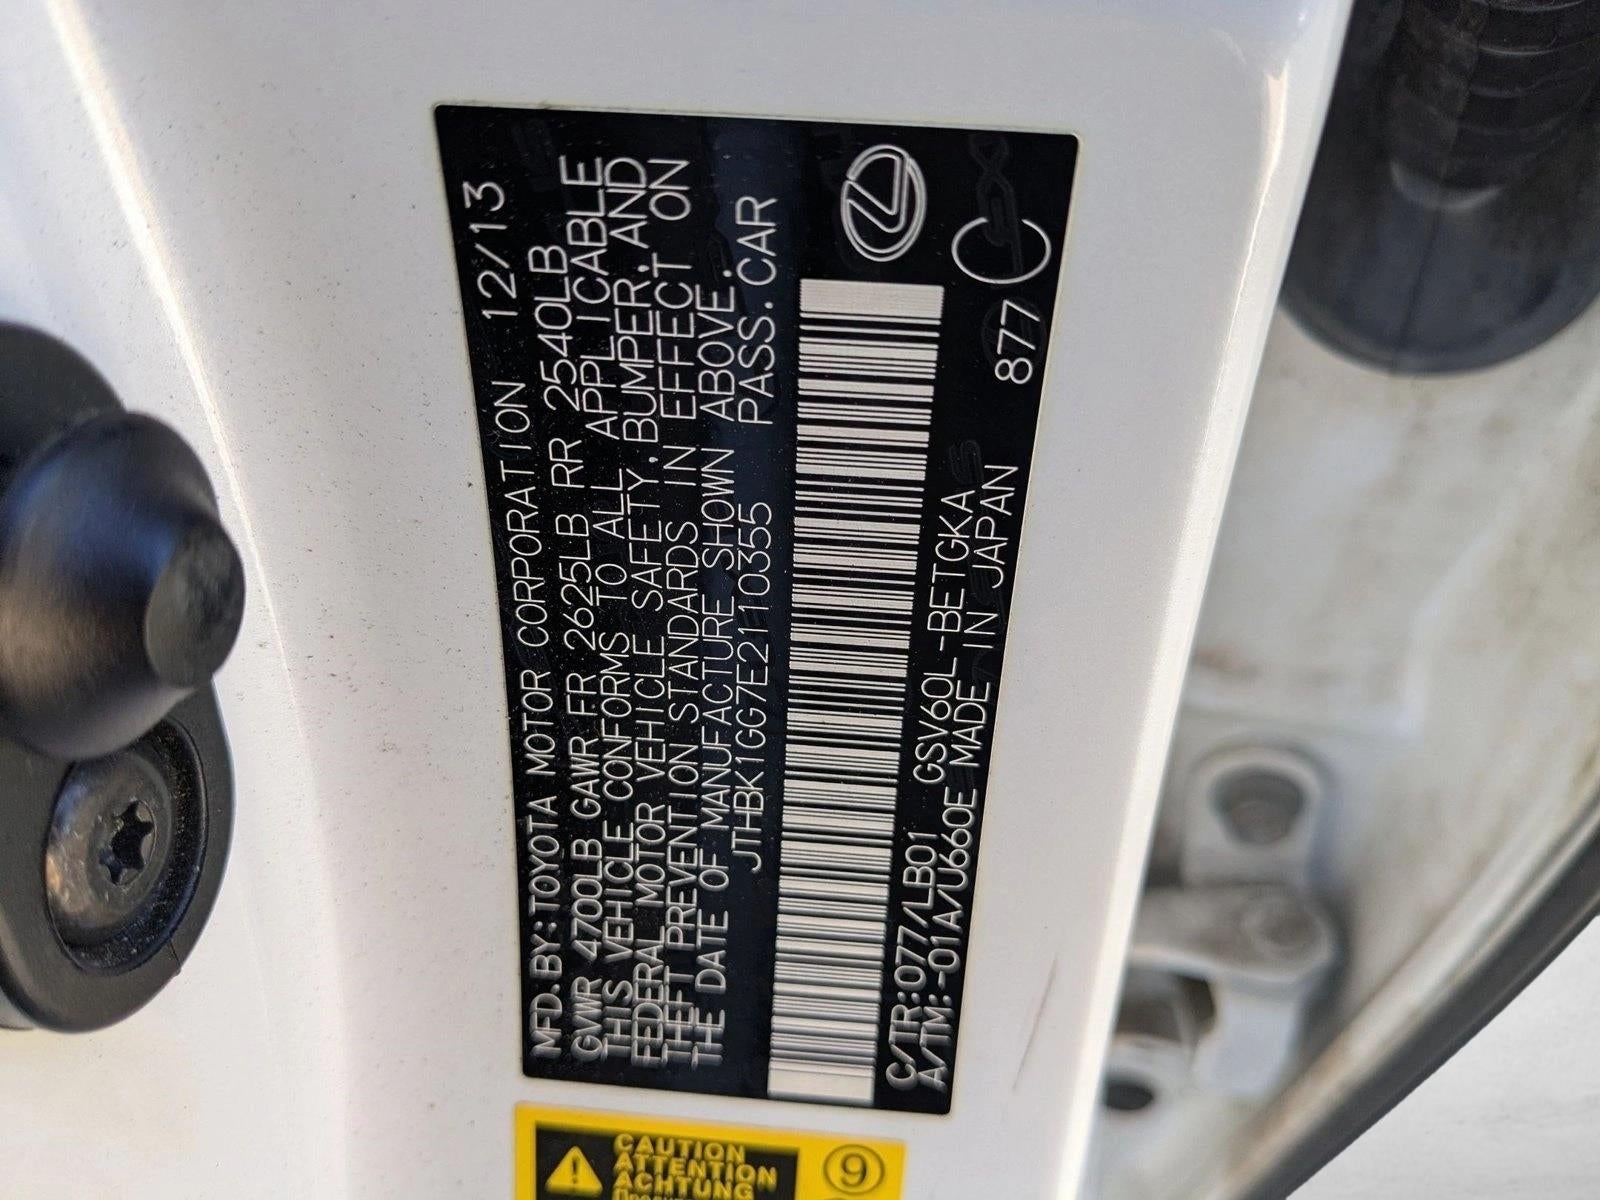 MFD.BY:TOYOTA MOTOR CORPORATION 12/13
GVWR 4700LB GAWR FR 2625LB RR 2540LB
THIS VEHICLE CONFORMS TO ALL APPLICABLE
FEDERAL MOTOR VEHICLE SAFETY,BUMPER,AND
THEFT PREVENTION STANDARDS IN EFFECT ON
THE DATE OF MANUFACTURE SHOWN ABOVE.
JTHBK1GG7E2110355 PASS.CAR
C/TR:077/LB01 GSV60L-BETGKA
A/TM:-01A/U660E MADE IN JAPAN
877 C
CAUTION
ATTENTION
ACHTUNG
9